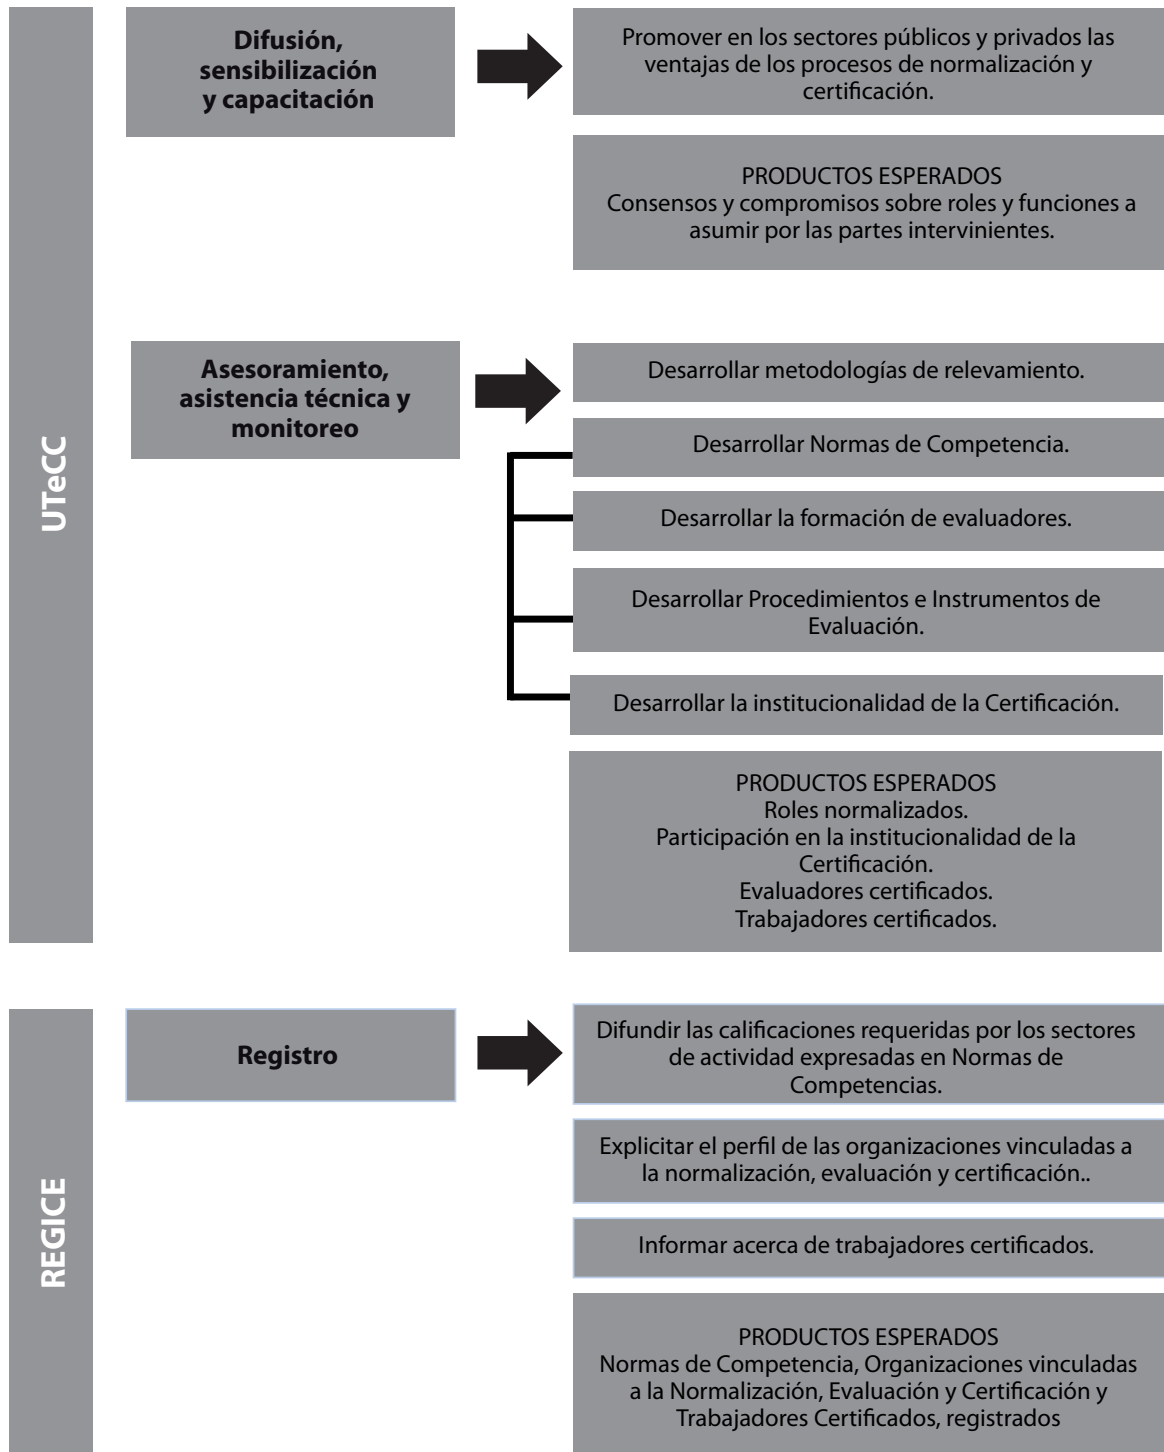 UTeCC
Difusión,
sensibilización
y capacitación
Promover en los sectores públicos y privados las
ventajas de los procesos de normalización y
certificación.
PRODUCTOS ESPERADOS
Consensos y compromisos sobre roles y funciones a
asumir por las partes intervinientes.
Asesoramiento,
asistencia técnica y
monitoreo
Desarrollar metodologías de relevamiento.
Desarrollar Normas de Competencia.
Desarrollar la formación de evaluadores.
Desarrollar Procedimientos e Instrumentos de
Evaluación.
Desarrollar la institucionalidad de la Certificación.
PRODUCTOS ESPERADOS
Roles normalizados.
Participación en la institucionalidad de la
Certificación.
Evaluadores certificados.
Trabajadores certificados.
REGICE
Registro
Difundir las calificaciones requeridas por los sectores
de actividad expresadas en Normas de
Competencias.
Explicitar el perfil de las organizaciones vinculadas a
la normalización, evaluación y certificación..
Informar acerca de trabajadores certificados.
PRODUCTOS ESPERADOS
Normas de Competencia, Organizaciones vinculadas
a la Normalización, Evaluación y Certificación y
Trabajadores Certificados, registrados